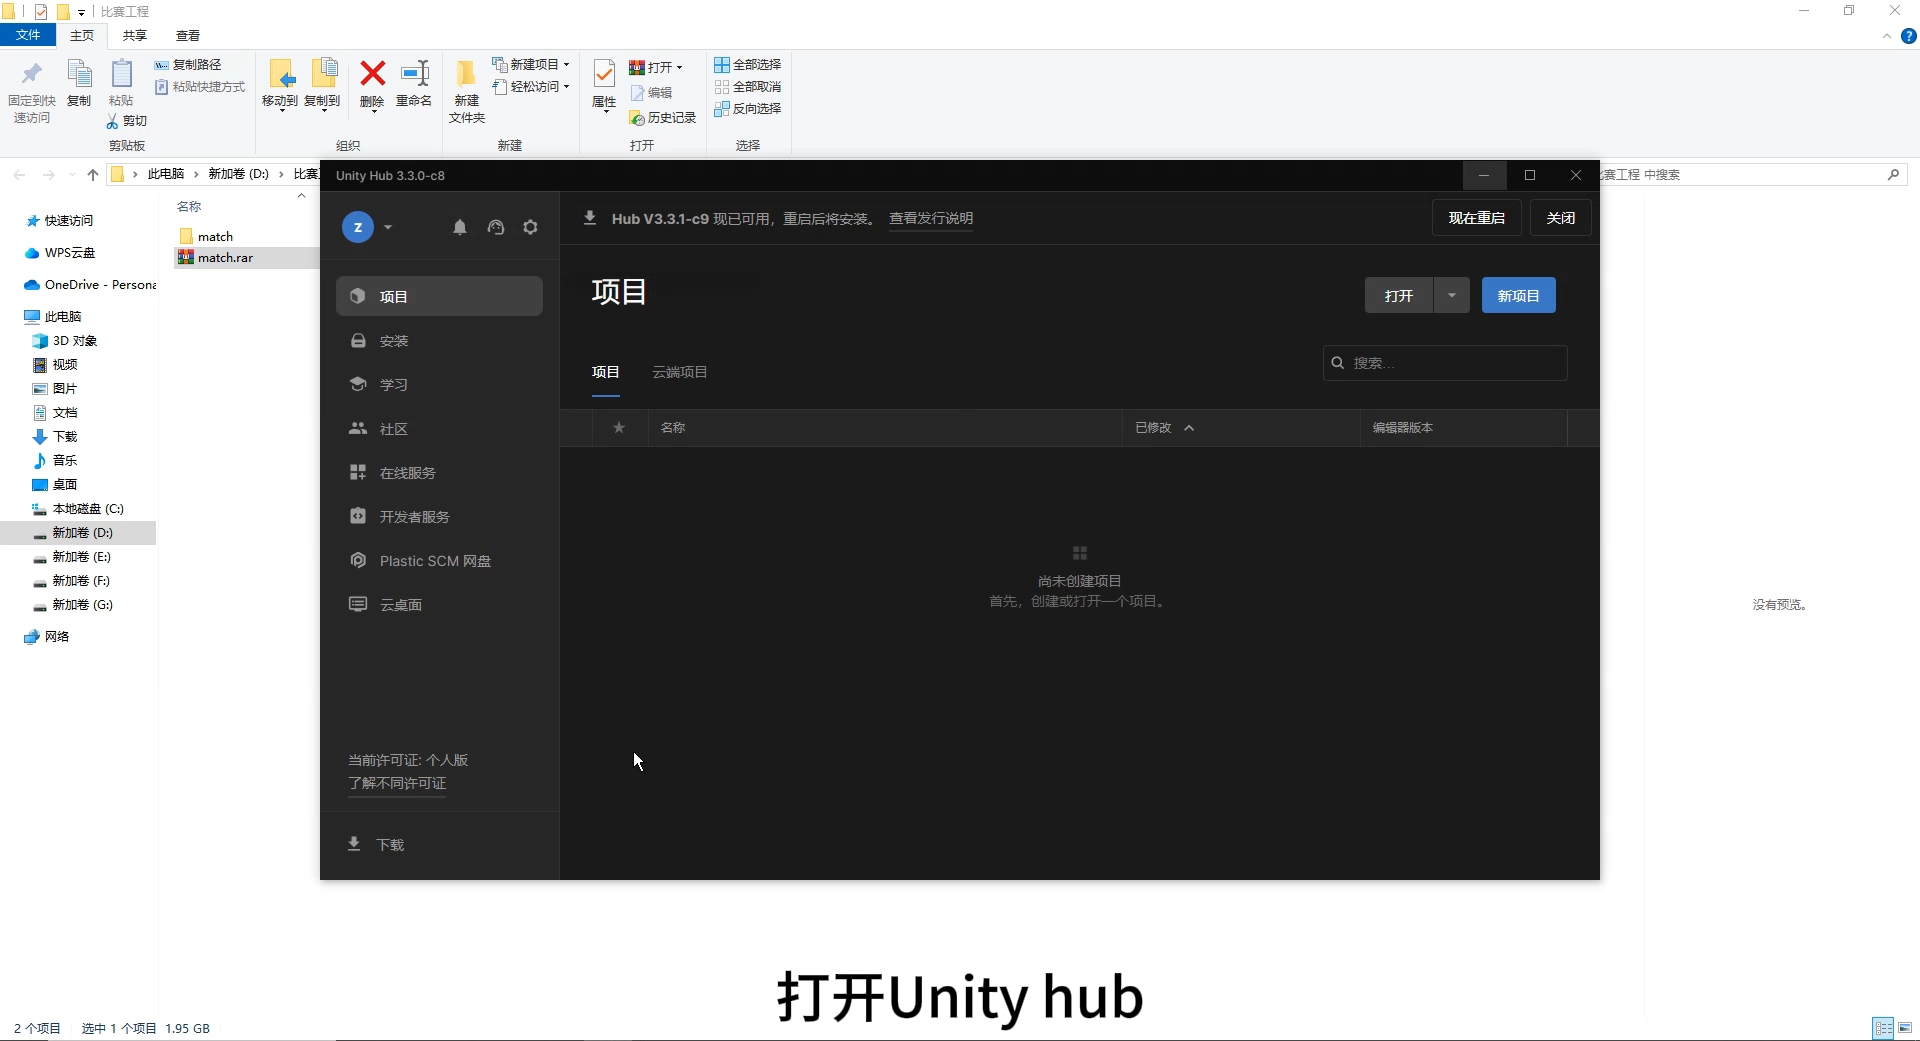 比赛工程
文件
主页
共享
查看
固定到快
速访问
复制
粘贴
复制路径
粘贴快捷方式
剪切
剪贴板
移动到
复制到
删除
重命名
组织
新建
文件夹
新建项目
轻松访问
新建
属性
打开
编辑
历史记录
打开
全部选择
全部取消
反向选择
选择
此电脑
新加卷 (D:)
比赛工程 中搜索
名称
match
match.rar
快速访问
WPS云盘
OneDrive - Persona
此电脑
3D 对象
视频
图片
文档
下载
音乐
桌面
本地磁盘 (C:)
新加卷 (D:)
新加卷 (E:)
新加卷 (F:)
新加卷 (G:)
网络
Unity Hub 3.3.0-c8
z
Hub V3.3.1-c9 现已可用，重启后将安装。 查看发行说明
现在重启
关闭
项目
安装
学习
社区
在线服务
开发者服务
Plastic SCM 网盘
云桌面
当前许可证: 个人版
了解不同许可证
下载
项目
打开
新项目
项目
云端项目
搜索...
名称
已修改
编辑器版本
尚未创建项目
首先，创建或打开一个项目。
没有预览。
打开Unity hub
2 个项目
选中 1 个项目 1.95 GB